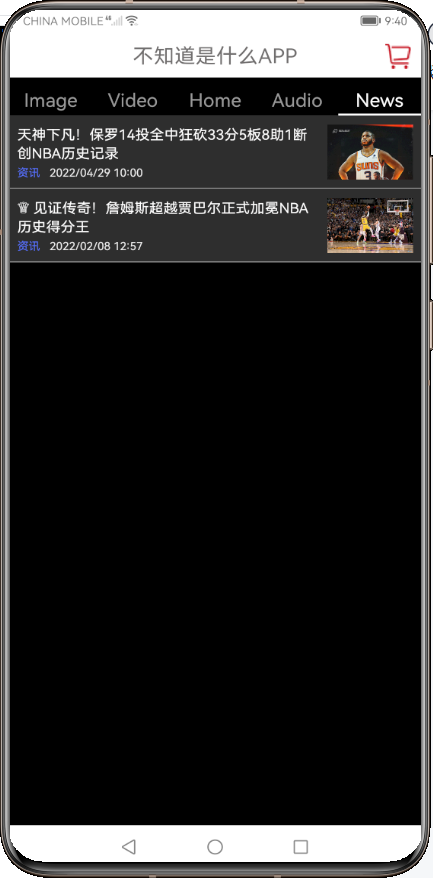 CHINA MOBILE 9:40
不知道是什么APP
Image Video Home Audio News
天神下凡！保罗14投全中狂砍33分5板8助1断
创NBA历史记录
资讯 2022/04/29 10:00
♕ 见证传奇！詹姆斯超越贾巴尔正式加冕NBA
历史得分王
资讯 2022/02/08 12:57
SUNS
3